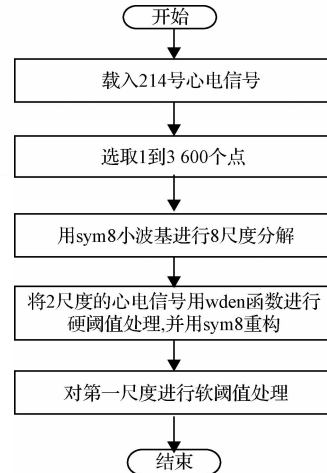 开始
载入214号心电信号
选取1到3 600个点
用sym8小波基进行8尺度分解
将2尺度的心电信号用wden函数进行
硬阈值处理,并用sym8重构
对第一尺度进行软阈值处理
结束